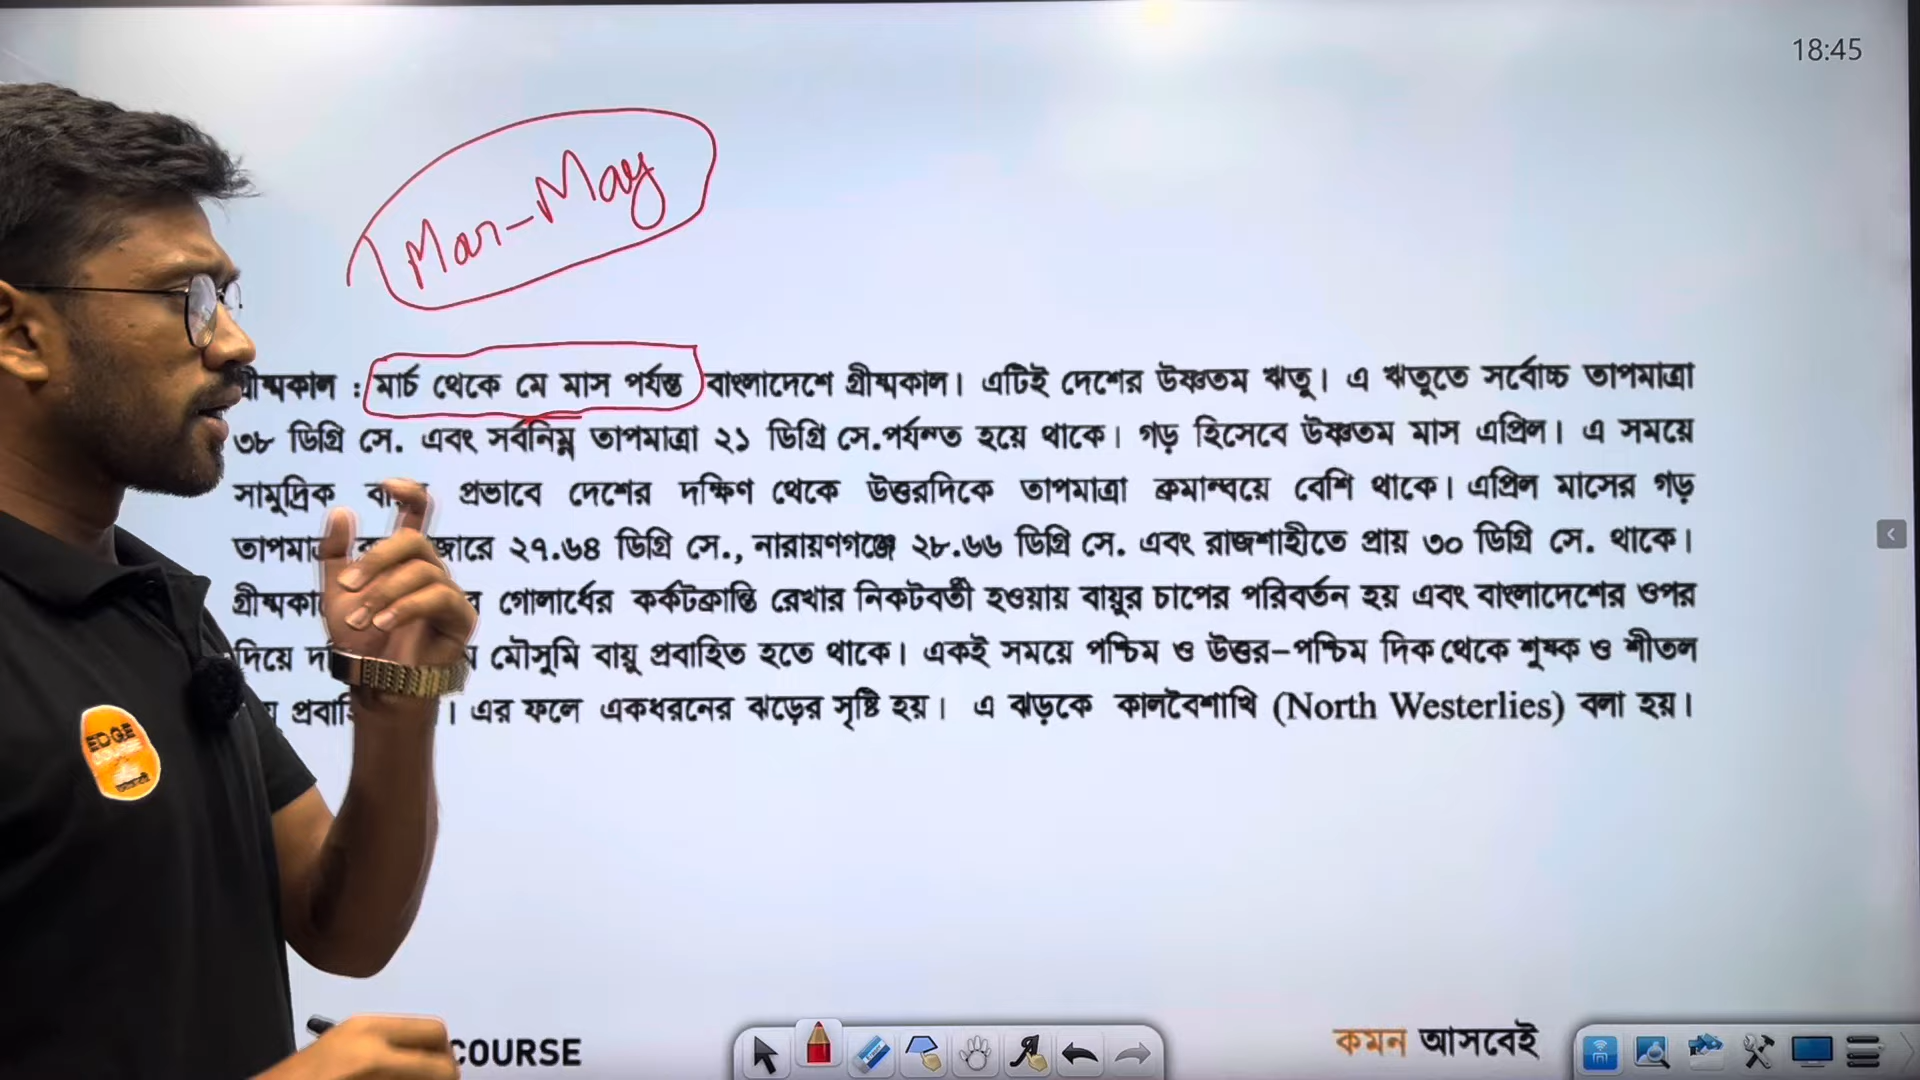 18:45
Mar-May
গ্রীষ্মকাল : মার্চ থেকে মে মাস পর্যন্ত বাংলাদেশে গ্রীষ্মকাল। এটিই দেশের উষ্ণতম ঋতু। এ ঋতুতে সর্বোচ্চ তাপমাত্রা
৩৮ ডিগ্রি সে. এবং সর্বনিম্ন তাপমাত্রা ২১ ডিগ্রি সে.পর্যন্ত হয়ে থাকে। গড় হিসেবে উষ্ণতম মাস এপ্রিল। এ সময়ে
সামুদ্রিক প্রভাবে দেশের দক্ষিণ থেকে উত্তরদিকে তাপমাত্রা ক্রমান্বয়ে বেশি থাকে। এপ্রিল মাসের গড়
২৭.৬৪ ডিগ্রি সে., নারায়ণগঞ্জে ২৮.৬৬ ডিগ্রি সে. এবং রাজশাহীতে প্রায় ৩০ ডিগ্রি সে. থাকে।
গোলার্ধের কর্কটক্রান্তি রেখার নিকটবর্তী হওয়ায় বায়ুর চাপের পরিবর্তন হয় এবং বাংলাদেশের ওপর
দিয়ে মৌসুমি বায়ু প্রবাহিত হতে থাকে। একই সময়ে পশ্চিম ও উত্তর-পশ্চিম দিক থেকে শুষ্ক ও শীতল
। এর ফলে একধরনের ঝড়ের সৃষ্টি হয়। এ ঝড়কে কালবৈশাখি (North Westerlies) বলা হয়।
EDGE
COURSE
COURSE
কমন আসবেই